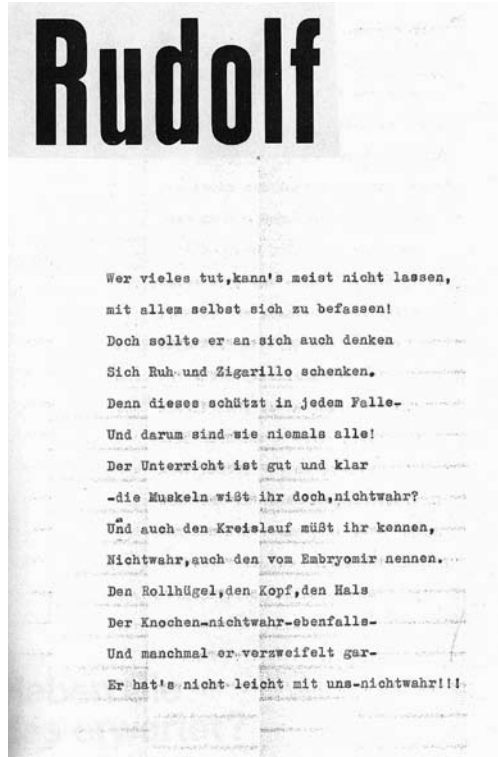 Rudolf
Wer vieles tut,kann's meist nicht lassen,
mit allem selbst sich zu befassen!
Doch sollte er an sich auch denken
Sich Ruh und Zigarillo schenken.
Denn dieses schützt in jedem Falle-
Und darum sind sie niemals alle!
Der Unterricht ist gut und klar
-die Muskeln wißt ihr doch,nichtwahr?
Und auch den Kreislauf müßt ihr kennen,
Nichtwahr,auch den vom Embryomir nennen.
Den Rollhügel,den Kopf,den Hals
Der Knochen-nichtwahr-ebenfalls-
Und manchmal er verzweifelt gar-
Er hat's nicht leicht mit uns-nichtwahr!!!